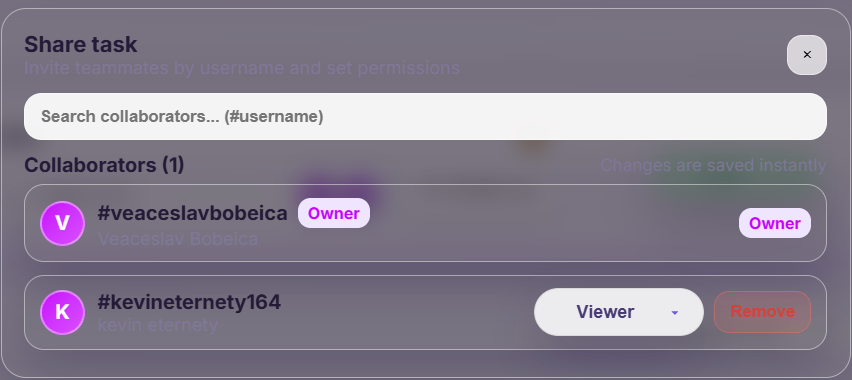 Share task
Invite teammates by username and set permissions
×
Search collaborators... (#username)
Collaborators (1)
Changes are saved instantly
V
#veaceslavbobeica
Owner
Veaceslav Bobeica
Owner
K
#kevineternety164
kevin eternety
Viewer
Remove